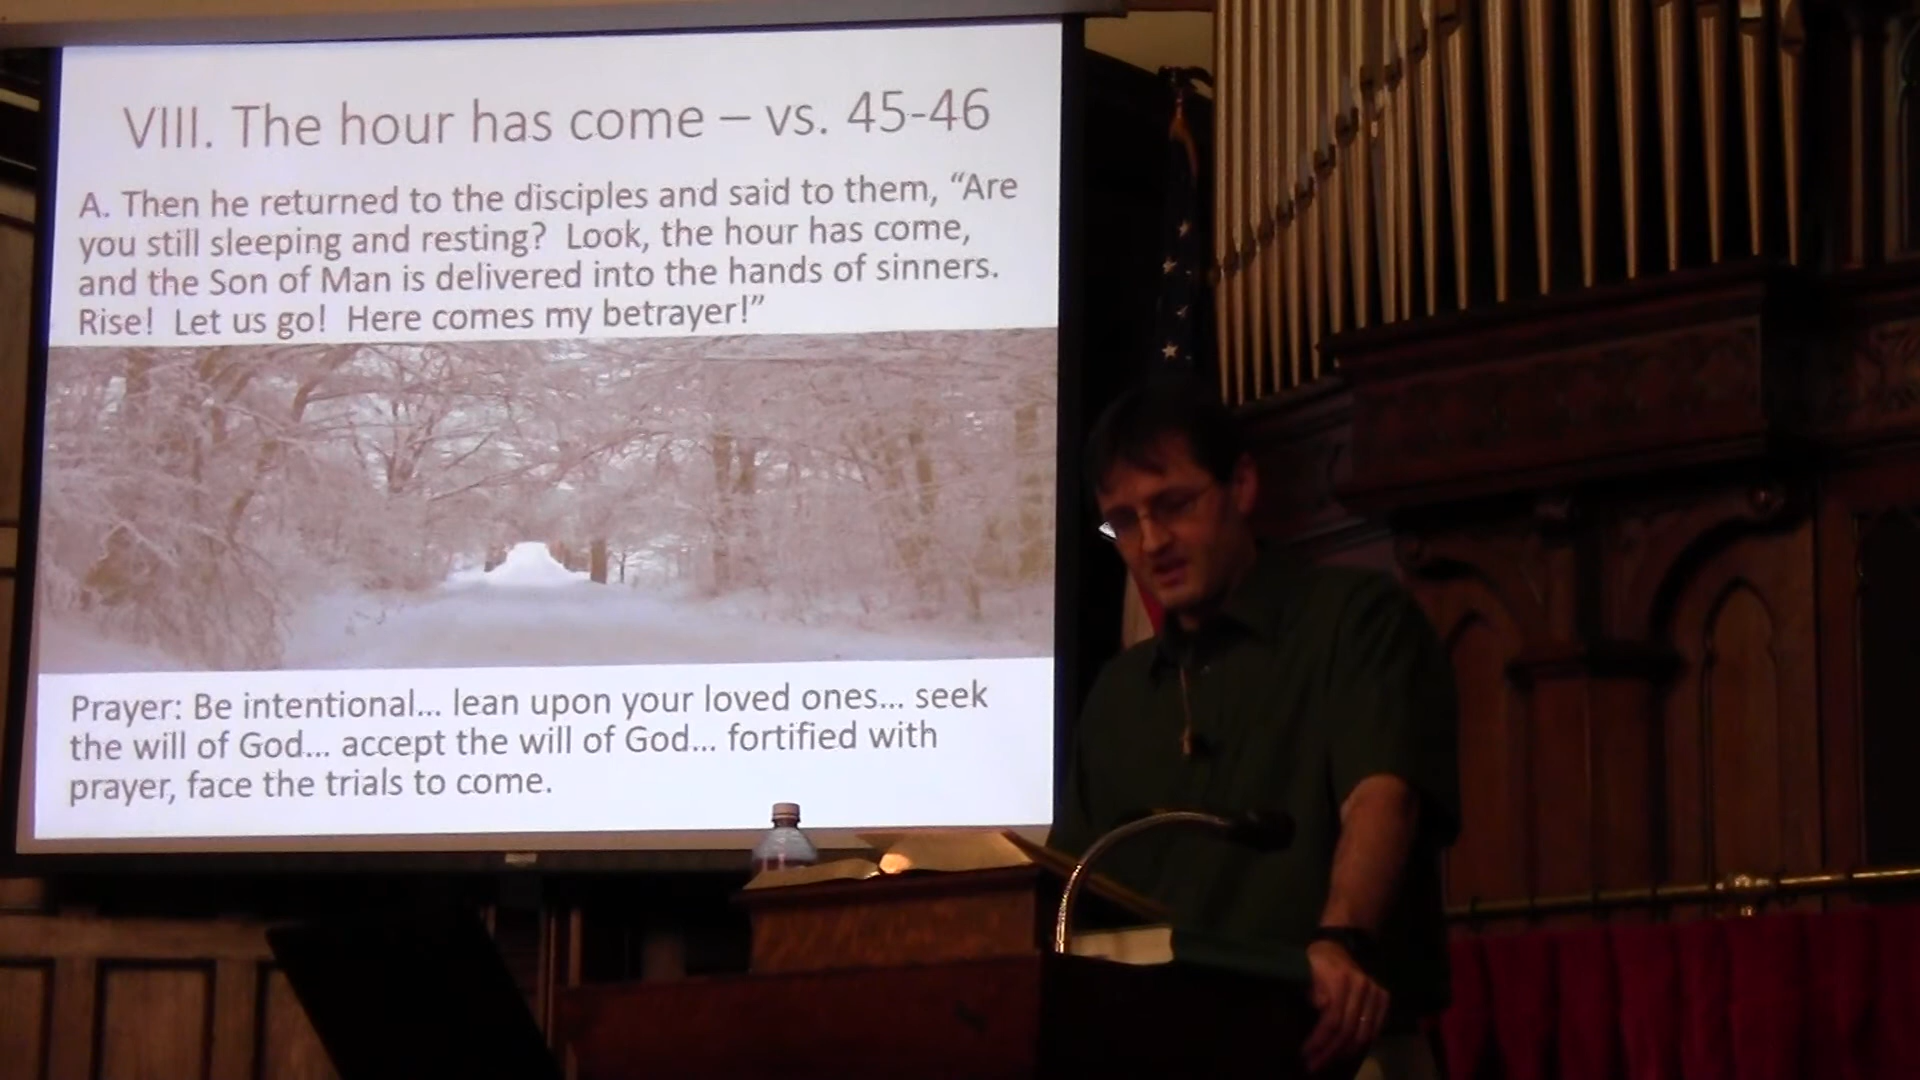 VIII. The hour has come – vs. 45-46
A. Then he returned to the disciples and said to them, “Are
you still sleeping and resting?  Look, the hour has come,
and the Son of Man is delivered into the hands of sinners.
Rise!  Let us go!  Here comes my betrayer!”
Prayer: Be intentional... lean upon your loved ones... seek
the will of God... accept the will of God... fortified with
prayer, face the trials to come.